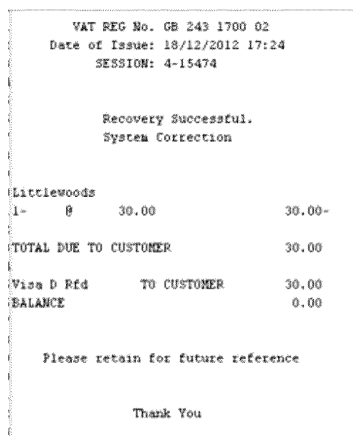 VAT REG No. GB 243 1700 02
Date of Issue: 18/12/2012 17:24
SESSION: 4-15474
Recovery Successful.
System Correction
Littlewoods
1- @ 30.00 30.00-
TOTAL DUE TO CUSTOMER 30.00
Visa D Rfd TO CUSTOMER 30.00
BALANCE 0.00
Please retain for future reference
Thank You